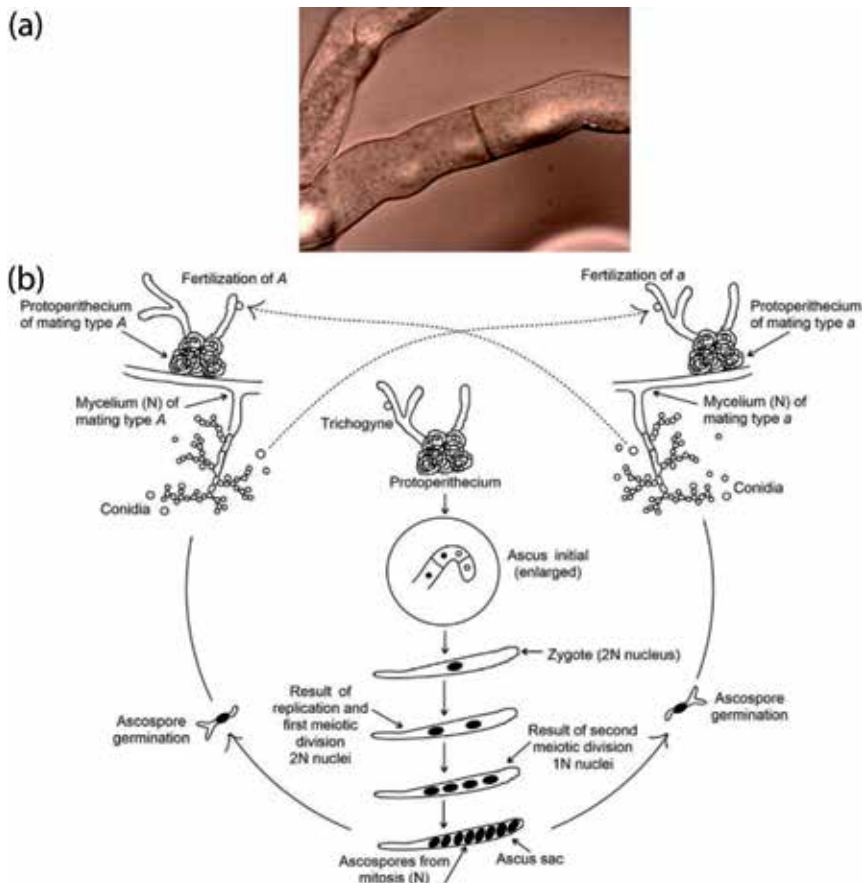 (a)
(b)
Fertilization of A
Protoperithecium
of mating type A
Mycelium (N) of
mating type A
Conidia
Fertilization of a
Protoperithecium
of mating type a
Mycelium (N) of
mating type a
Conidia
Trichogyne
Protoperithecium
Ascus initial
(enlarged)
Zygote (2N nucleus)
Result of
replication and
first meiotic
division
2N nuclei
Result of second
meiotic division
1N nuclei
Ascospore
germination
Ascospore
germination
Ascospores from
mitosis (N)
Ascus sac